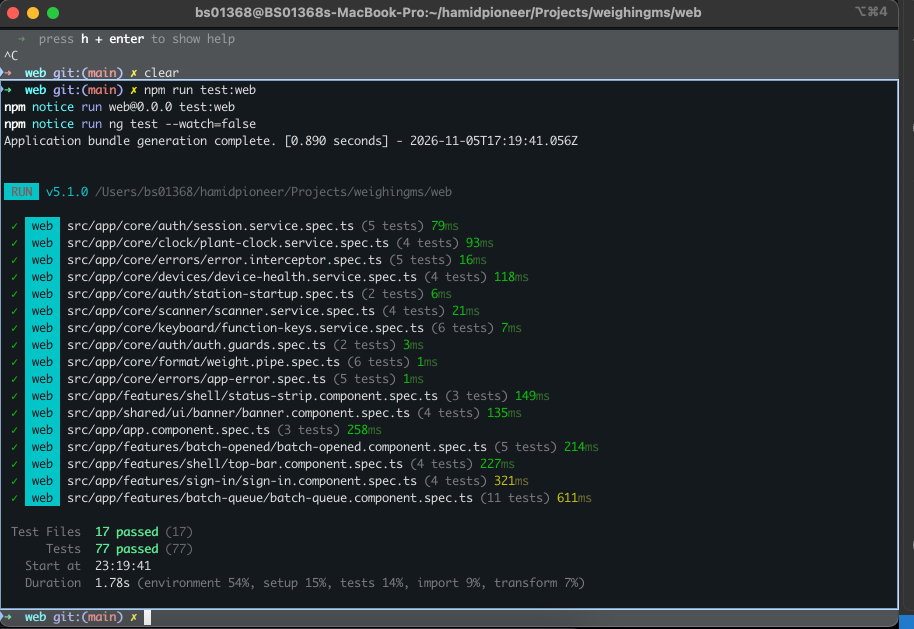 bs01368@BS01368s-MacBook-Pro:~/hamidpioneer/Projects/weighingms/web ⌥⌘4
➜ press h + enter to show help
^C
➜ web git:(main) ✗ clear
➜ web git:(main) ✗ npm run test:web
npm notice run web@0.0.0 test:web
npm notice run ng test --watch=false
Application bundle generation complete. [0.890 seconds] - 2026-11-05T17:19:41.056Z
RUN v5.1.0 /Users/bs01368/hamidpioneer/Projects/weighingms/web
✓ web src/app/core/auth/session.service.spec.ts (5 tests) 79ms
✓ web src/app/core/clock/plant-clock.service.spec.ts (4 tests) 93ms
✓ web src/app/core/errors/error.interceptor.spec.ts (5 tests) 16ms
✓ web src/app/core/devices/device-health.service.spec.ts (4 tests) 118ms
✓ web src/app/core/auth/station-startup.spec.ts (2 tests) 6ms
✓ web src/app/core/scanner/scanner.service.spec.ts (4 tests) 21ms
✓ web src/app/core/keyboard/function-keys.service.spec.ts (6 tests) 7ms
✓ web src/app/core/auth/auth.guards.spec.ts (2 tests) 3ms
✓ web src/app/core/format/weight.pipe.spec.ts (6 tests) 1ms
✓ web src/app/core/errors/app-error.spec.ts (5 tests) 1ms
✓ web src/app/features/shell/status-strip.component.spec.ts (3 tests) 149ms
✓ web src/app/shared/ui/banner/banner.component.spec.ts (4 tests) 135ms
✓ web src/app/app.component.spec.ts (3 tests) 258ms
✓ web src/app/features/batch-opened/batch-opened.component.spec.ts (5 tests) 214ms
✓ web src/app/features/shell/top-bar.component.spec.ts (4 tests) 227ms
✓ web src/app/features/sign-in/sign-in.component.spec.ts (4 tests) 321ms
✓ web src/app/features/batch-queue/batch-queue.component.spec.ts (11 tests) 611ms
Test Files 17 passed (17)
Tests 77 passed (77)
Start at 23:19:41
Duration 1.78s (environment 54%, setup 15%, tests 14%, import 9%, transform 7%)
➜ web git:(main) ✗